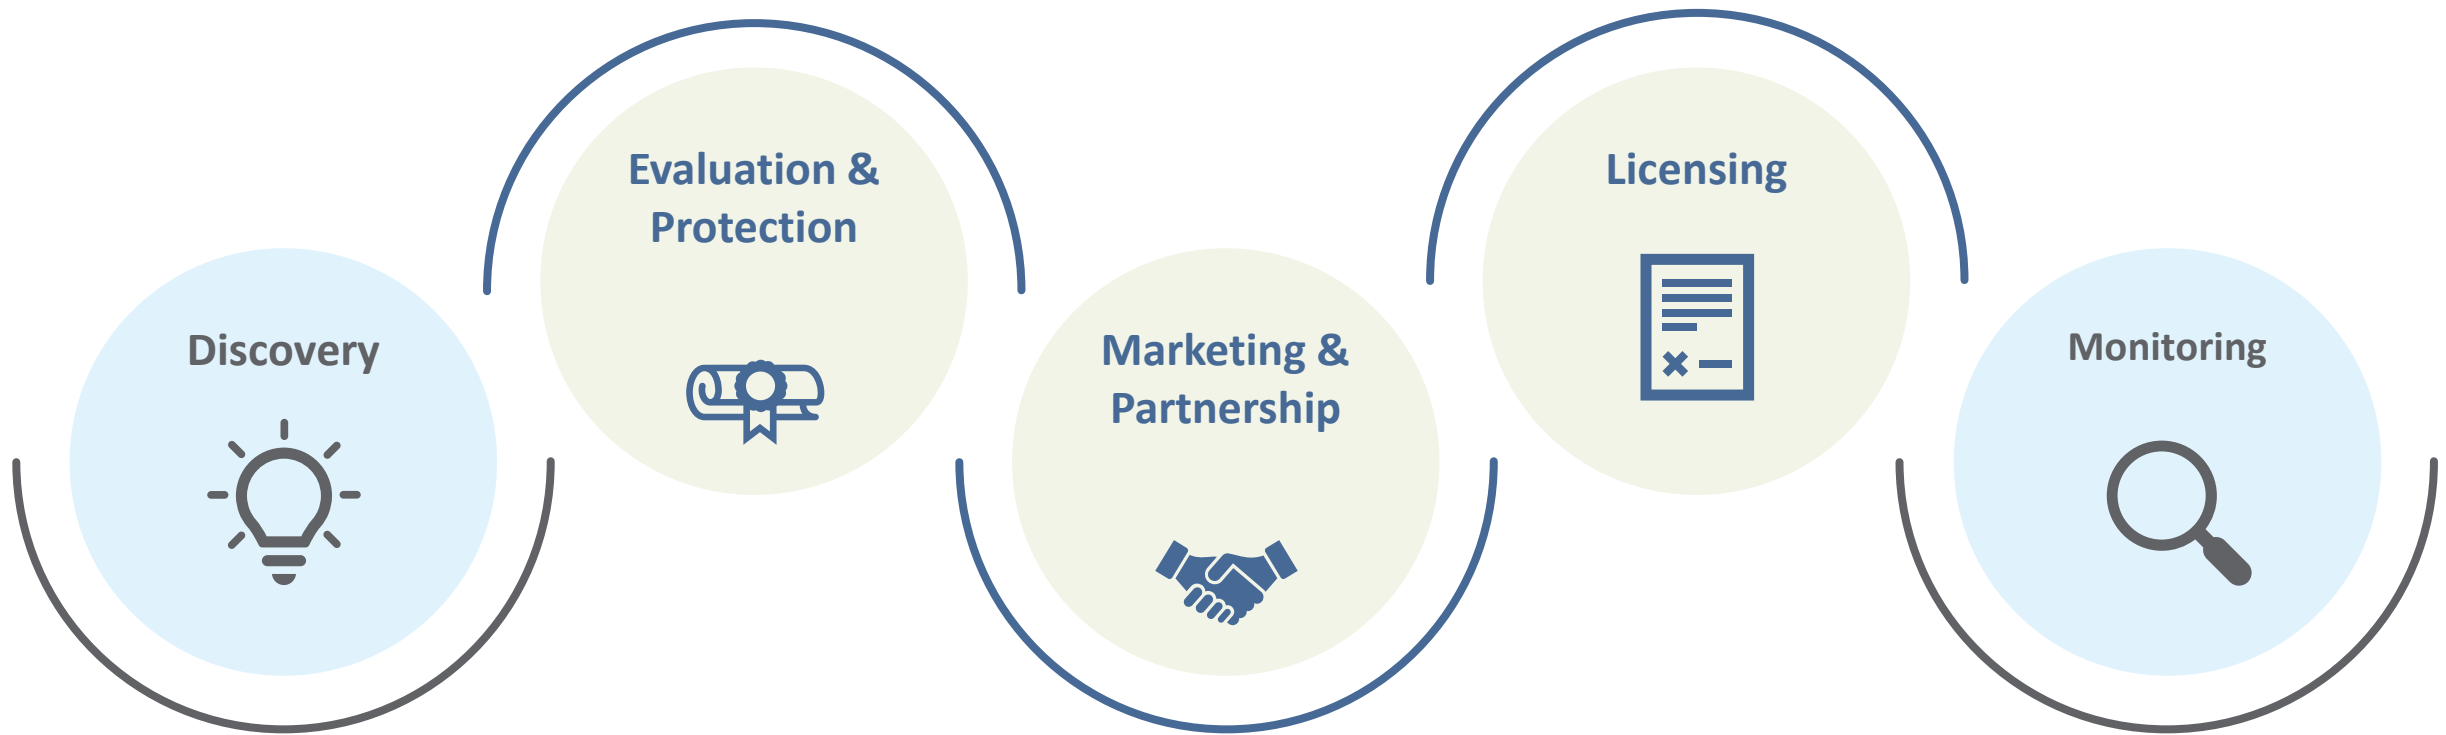 Discovery
Evaluation &
Protection
Marketing &
Partnership
Licensing
Monitoring